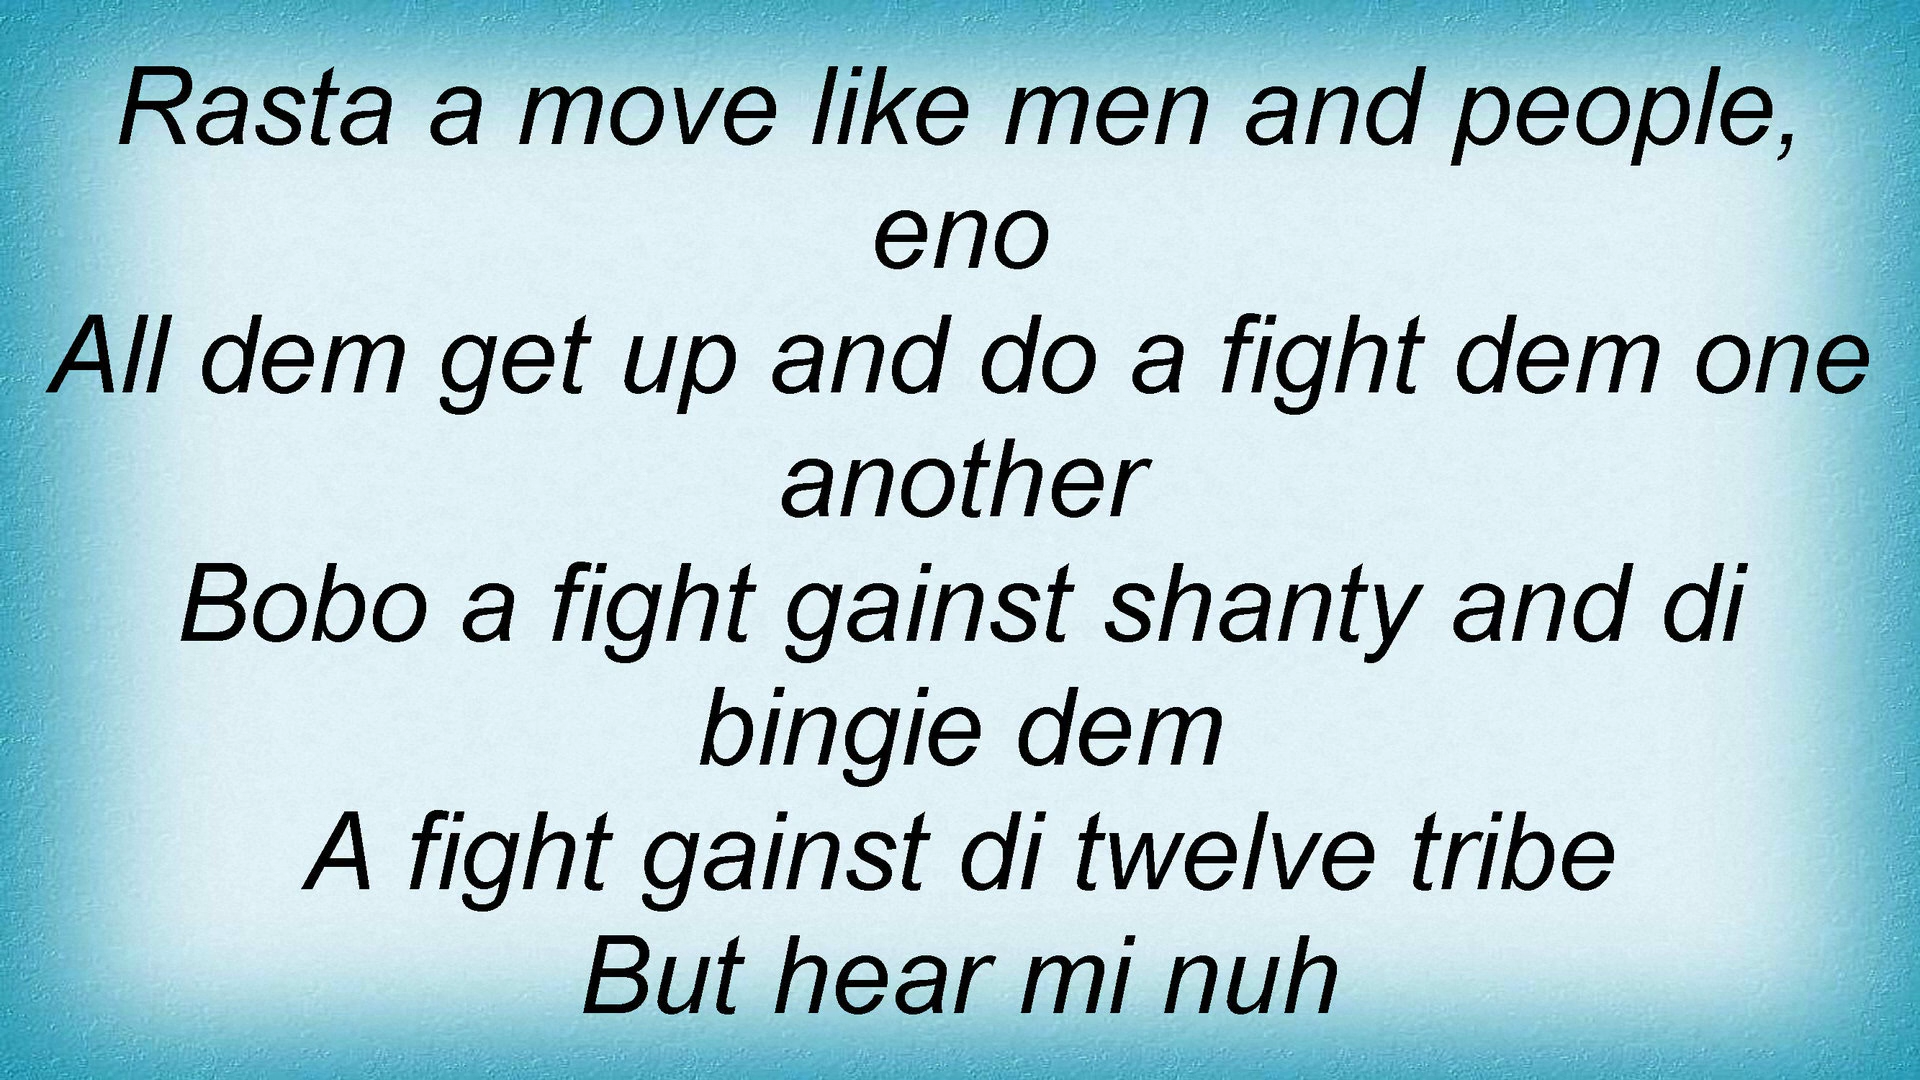 Rasta a move like men and people,
eno
All dem get up and do a fight dem one
another
Bobo a fight gainst shanty and di
bingie dem
A fight gainst di twelve tribe
But hear mi nuh